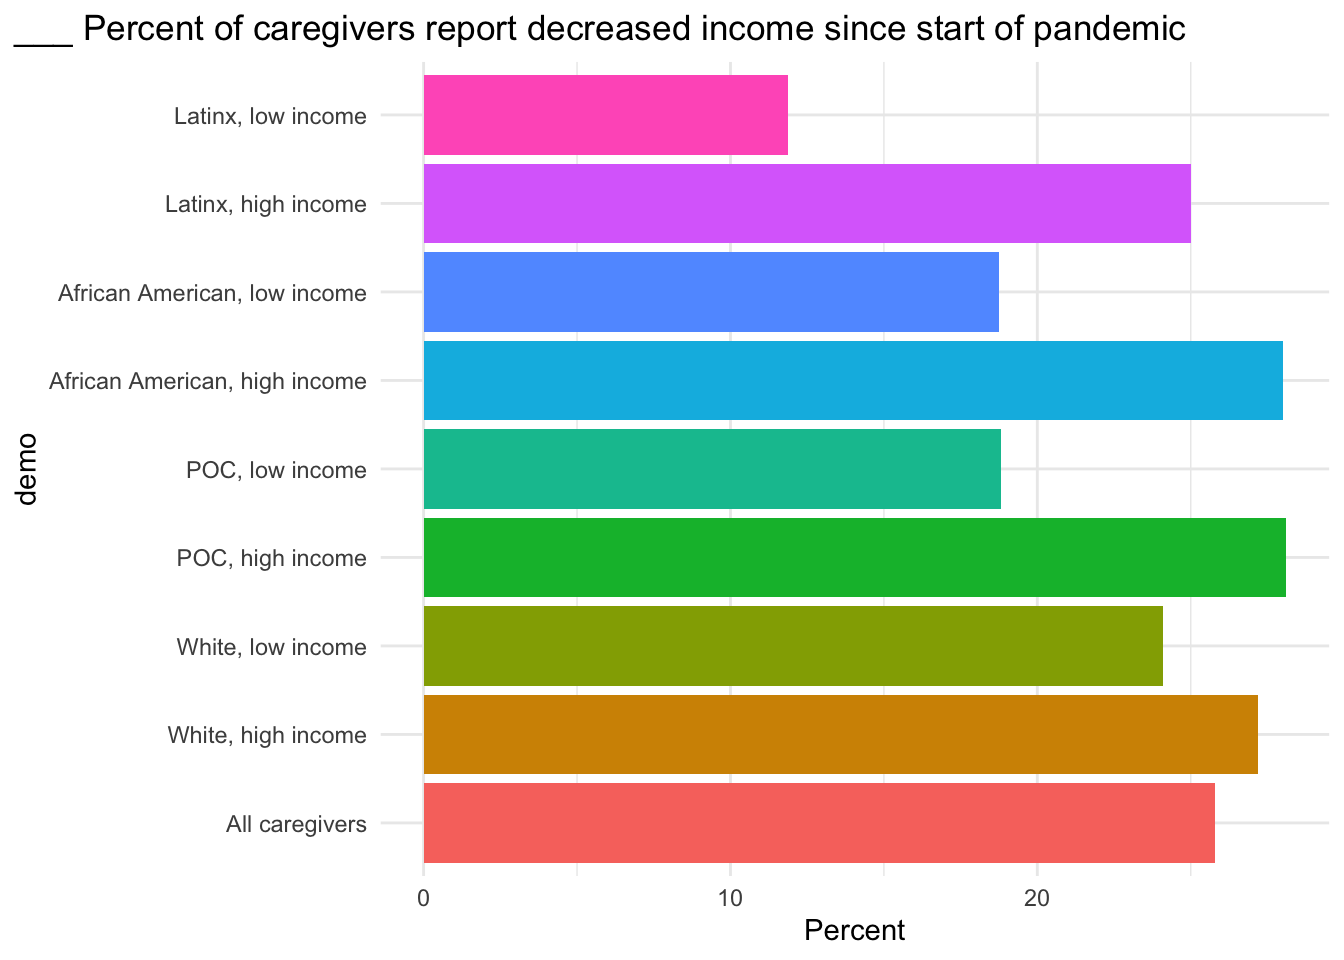 ___ Percent of caregivers report decreased income since start of pandemic
Latinx, low income
Latinx, high income
African American, low income
African American, high income
POC, low income
POC, high income
White, low income
White, high income
All caregivers
demo
0 10 20
Percent